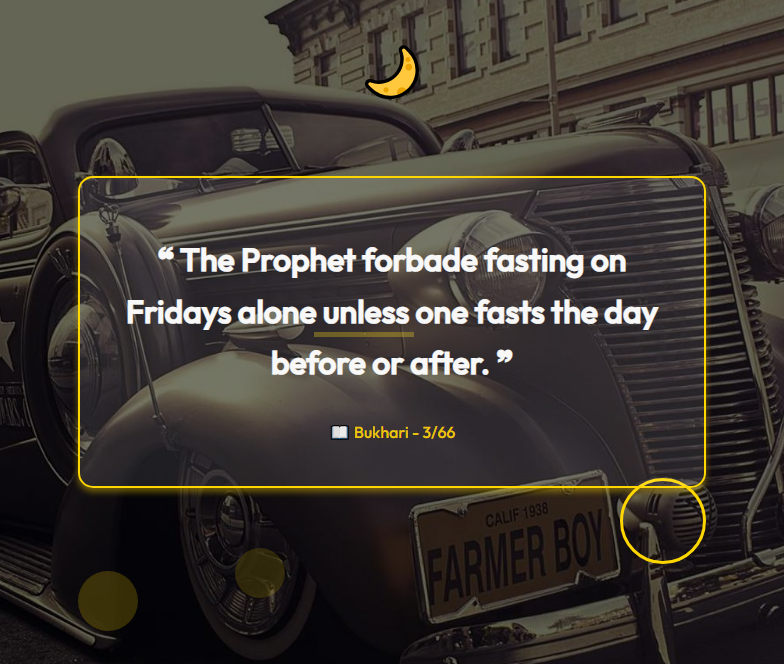 ❝ The Prophet forbade fasting on
Fridays alone unless one fasts the day
before or after. ❞
📖 Bukhari - 3/66
CALIF 1938
FARMER BOY